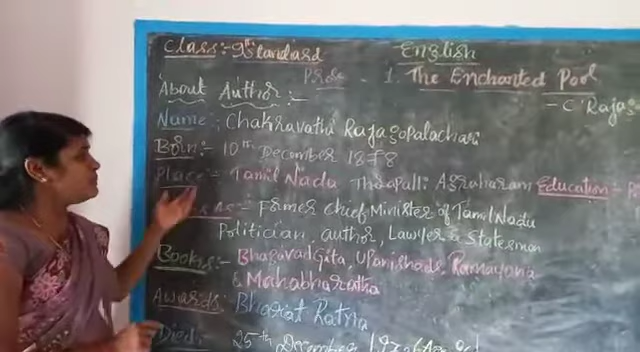 Class:- 9th Standard English
Prose - 1. The Enchanted Pool
About Author:- - C. Rajag
Name: Chakravathi Rajagopalachari
Born:- 10th December 1878
Place:- Tamil Nadu Thorapalli Agraharam Education:-
Former Chief Minister of Tamil Nadu
Politician, author, Lawyer & Statesman
Books:- Bhagavadgita, Upanishads, Ramayana
& Mahabharatha
Awards: Bharat Ratna
Died: 25th December